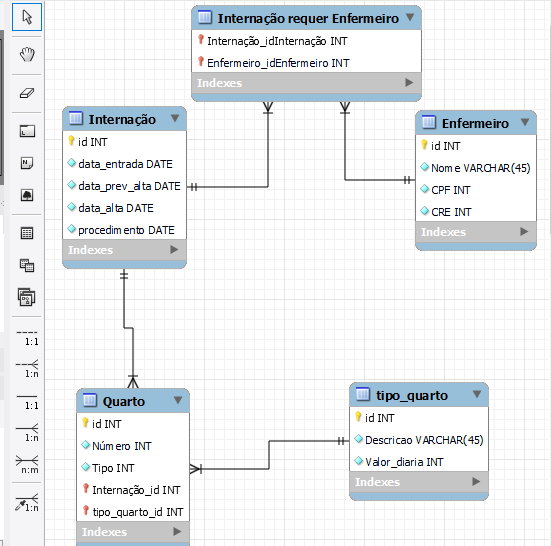 Internação requer Enfermeiro
Internação_idInternação INT
Enfermeiro_idEnfermeiro INT
Indexes
Internação
id INT
data_entrada DATE
data_prev_alta DATE
data_alta DATE
procedimento DATE
Indexes
Enfermeiro
id INT
Nome VARCHAR(45)
CPF INT
CRE INT
Indexes
Quarto
id INT
Número INT
Tipo INT
Internação_id INT
tipo_quarto_id INT
Indexes
tipo_quarto
id INT
Descricao VARCHAR(45)
Valor_diaria INT
Indexes
1:1
1:n
1:1
1:n
n:m
1:n